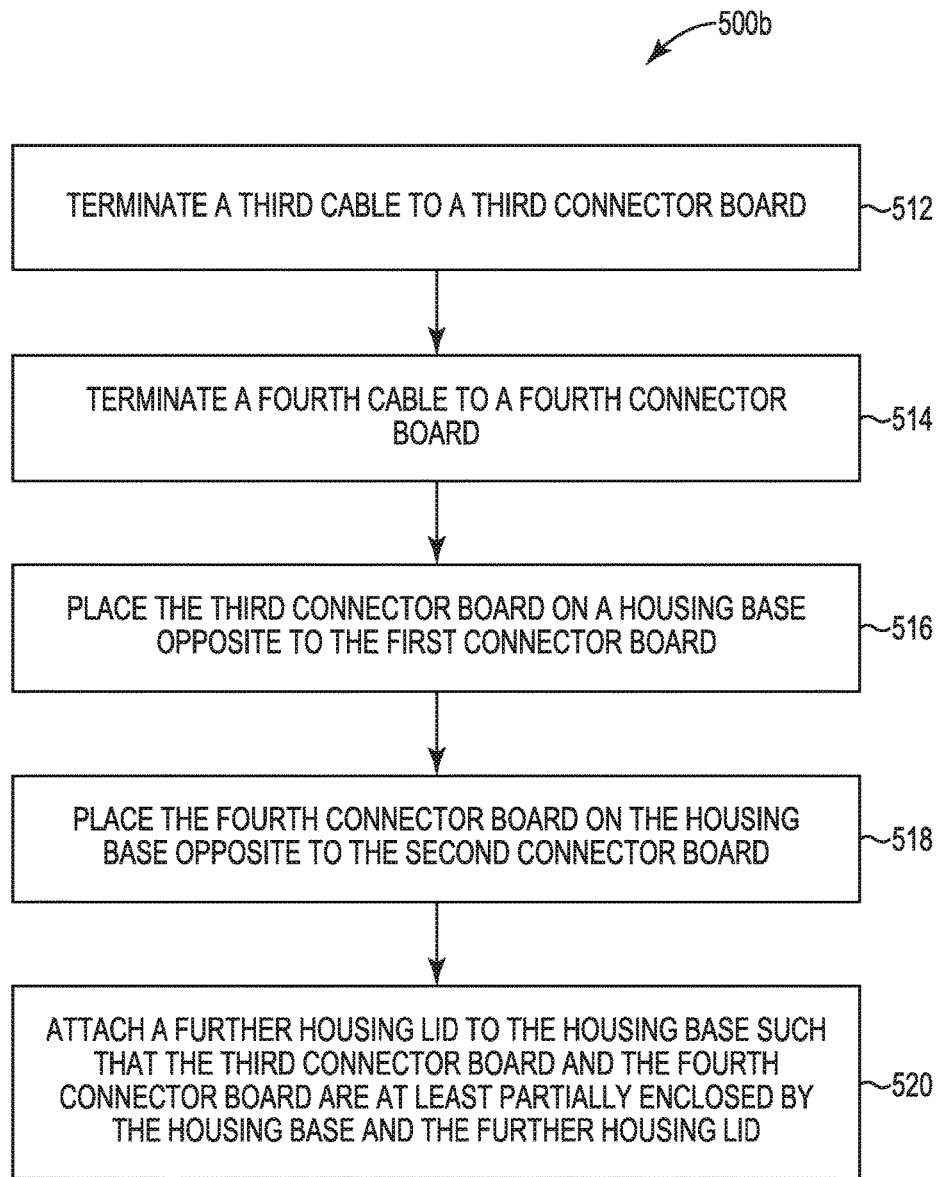 500b
TERMINATE A THIRD CABLE TO A THIRD CONNECTOR BOARD
512
TERMINATE A FOURTH CABLE TO A FOURTH CONNECTOR
BOARD
514
PLACE THE THIRD CONNECTOR BOARD ON A HOUSING BASE
OPPOSITE TO THE FIRST CONNECTOR BOARD
516
PLACE THE FOURTH CONNECTOR BOARD ON THE HOUSING
BASE OPPOSITE TO THE SECOND CONNECTOR BOARD
518
ATTACH A FURTHER HOUSING LID TO THE HOUSING BASE SUCH
THAT THE THIRD CONNECTOR BOARD AND THE FOURTH
CONNECTOR BOARD ARE AT LEAST PARTIALLY ENCLOSED BY
THE HOUSING BASE AND THE FURTHER HOUSING LID
520